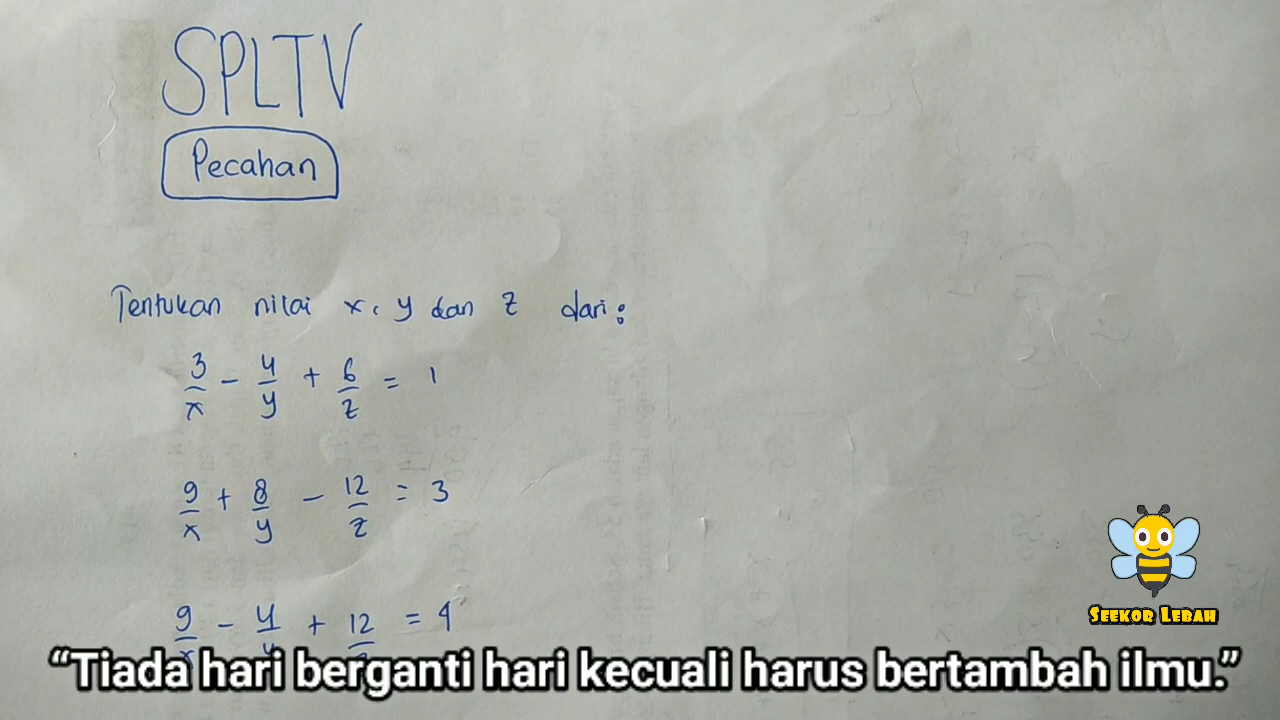 SPLTV
Pecahan
Tentukan nilai x, y dan z dari:
3/x - 4/y + 6/z = 1
9/x + 8/y - 12/z = 3
9/x - 4/y + 12/ = 4
SEEKOR LEBAH
“Tiada hari berganti hari kecuali harus bertambah ilmu.”